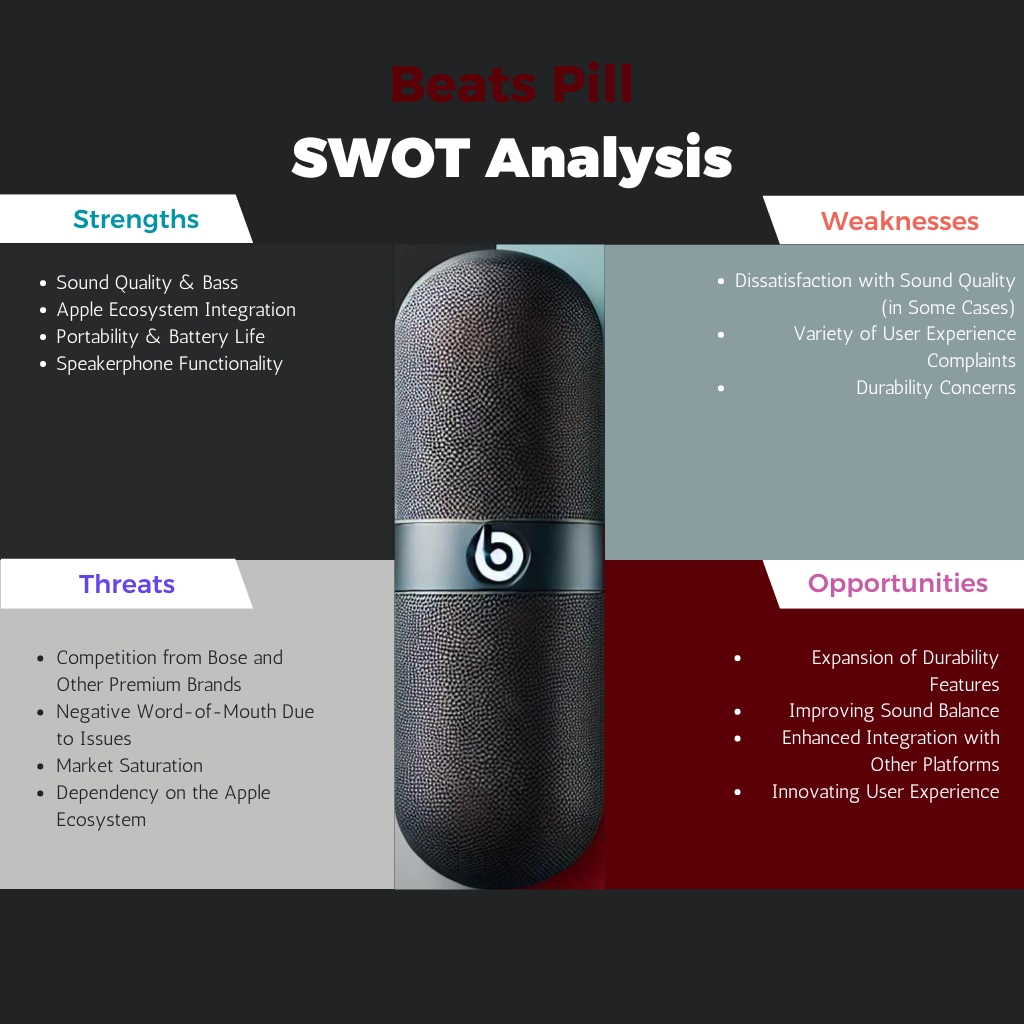 Beats Pill
SWOT Analysis
Strengths
• Sound Quality & Bass
• Apple Ecosystem Integration
• Portability & Battery Life
• Speakerphone Functionality
Weaknesses
• Dissatisfaction with Sound Quality
(in Some Cases)
• Variety of User Experience
Complaints
• Durability Concerns
b
Threats
• Competition from Bose and
Other Premium Brands
• Negative Word-of-Mouth Due
to Issues
• Market Saturation
• Dependency on the Apple
Ecosystem
Opportunities
• Expansion of Durability
Features
• Improving Sound Balance
• Enhanced Integration with
Other Platforms
• Innovating User Experience